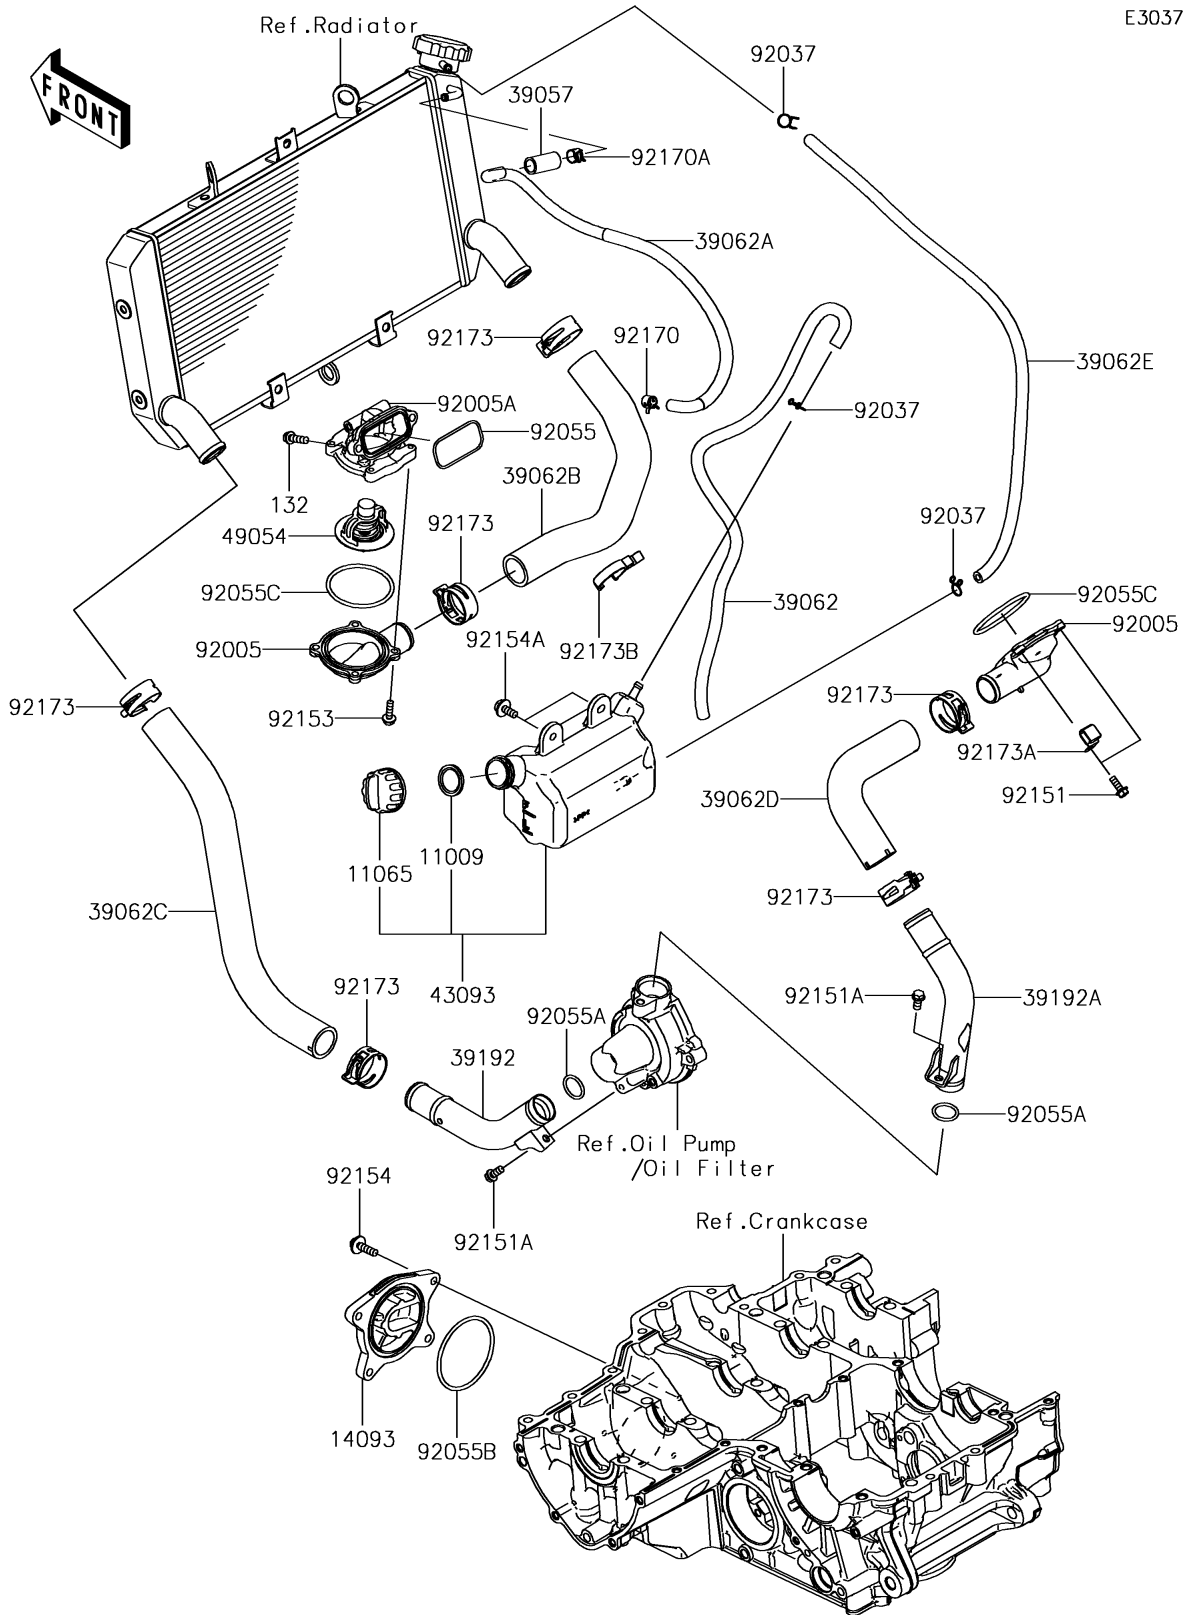 E3037
Ref.Radiator
FRONT
92037
39057
92170A
39062A
92173
92170
39062E
92037
92005A
92055
132
39062B
49054
92173
92037
92055C
39062
92055C
92005
92154A
92173B
92005
92173
92153
92173
92173A
92151
39062D
11065
11009
92173
39062C
43093
92173
92151A
39192A
92055A
39192
92055A
Ref.Oil Pump
/Oil Filter
92154
92151A
Ref.Crankcase
14093
92055B